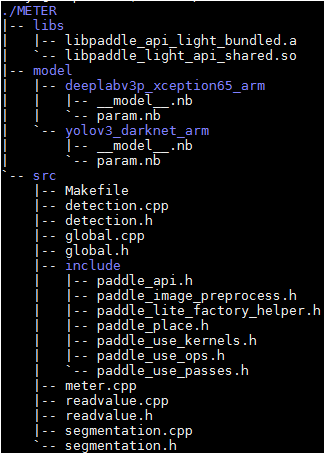 ./METER
|-- libs
|   |-- libpaddle_api_light_bundled.a
|   `-- libpaddle_light_api_shared.so
|-- model
|   |-- deeplabv3p_xception65_arm
|   |   |-- __model__.nb
|   |   `-- param.nb
|   `-- yolov3_darknet_arm
|       |-- __model__.nb
|       `-- param.nb
`-- src
    |-- Makefile
    |-- detection.cpp
    |-- detection.h
    |-- global.cpp
    |-- global.h
    |-- include
    |   |-- paddle_api.h
    |   |-- paddle_image_preprocess.h
    |   |-- paddle_lite_factory_helper.h
    |   |-- paddle_place.h
    |   |-- paddle_use_kernels.h
    |   |-- paddle_use_ops.h
    |   `-- paddle_use_passes.h
    |-- meter.cpp
    |-- readvalue.cpp
    |-- readvalue.h
    |-- segmentation.cpp
    `-- segmentation.h